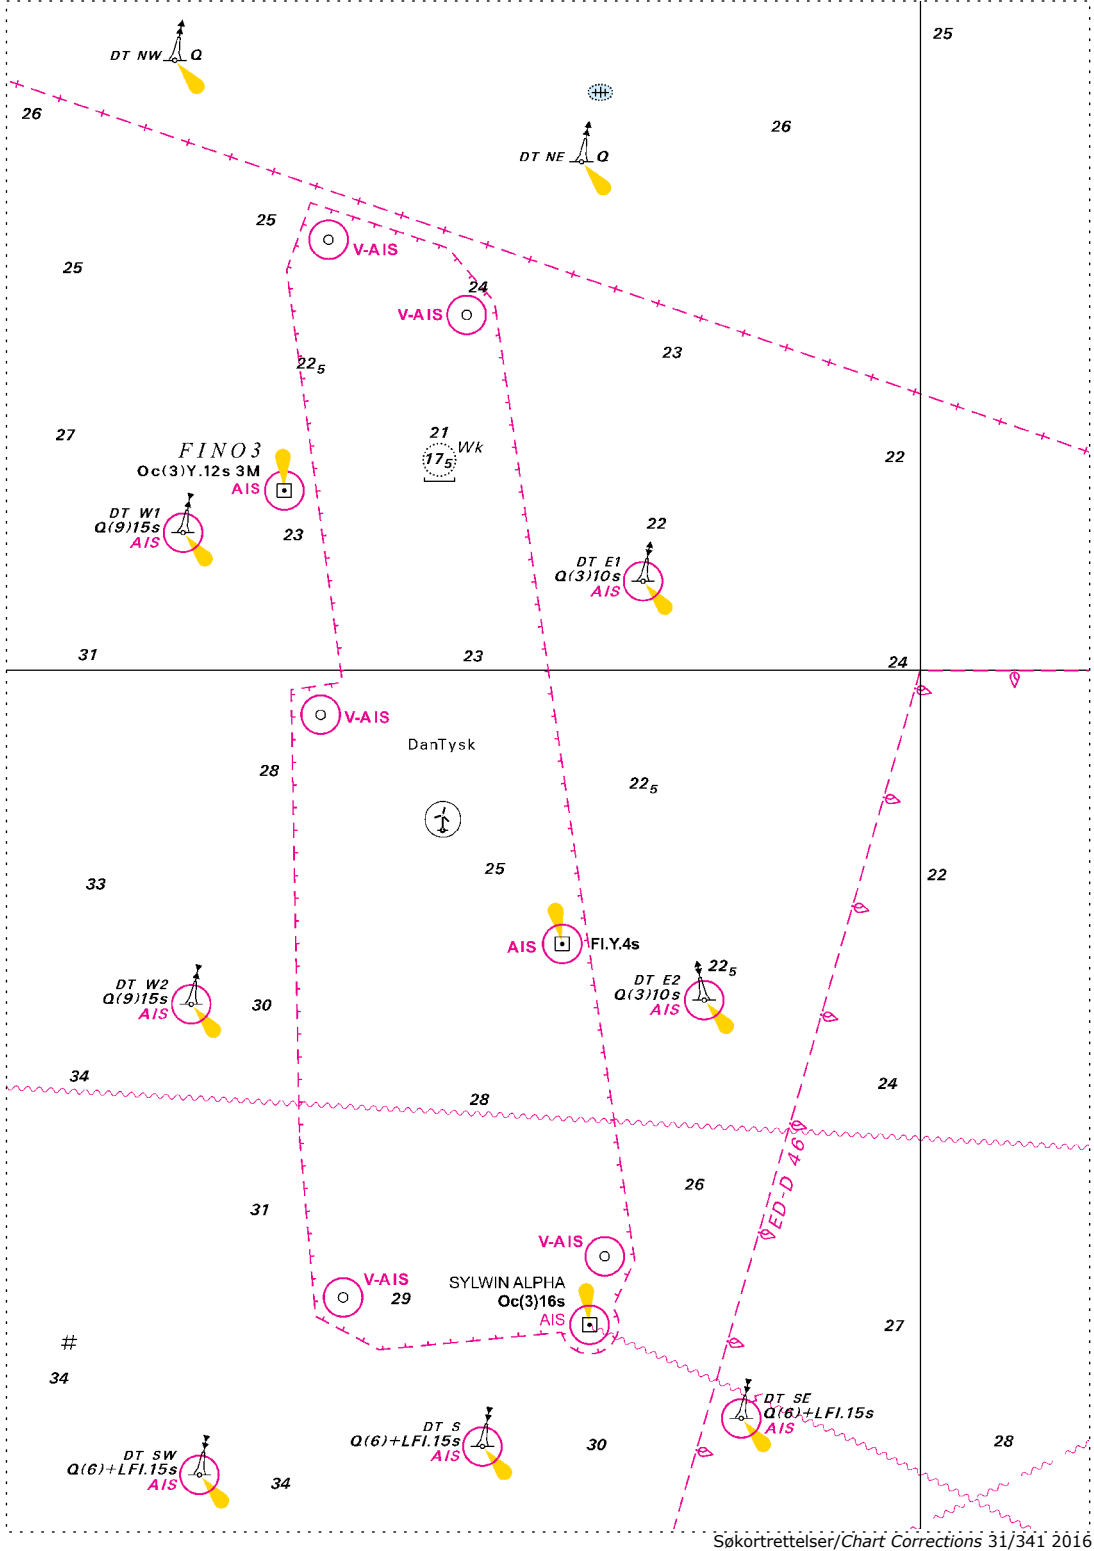 25
DT NW Q
26
26
DT NE Q
25
V-AIS
25
24
V-AIS
23
22₅
27
21
17₅ Wk
22
FINO3
Oc(3)Y.12s 3M
AIS
DT W1
Q(9)15s
AIS
23
22
DT E1
Q(3)10s
AIS
31
23
24
V-AIS
DanTysk
28
22₅
25
22
33
AIS Fl.Y.4s
22₅
DT E2
Q(3)10s
AIS
DT W2
Q(9)15s
AIS
30
34
24
28
ED-D 46
26
31
V-AIS
V-AIS
29
SYLWIN ALPHA
Oc(3)16s
AIS
27
#
34
DT SE
Q(6)+LFl.15s
AIS
DT S
Q(6)+LFl.15s
AIS
30
28
DT SW
Q(6)+LFl.15s
AIS
34
Søkortrettelser/Chart Corrections 31/341 2016